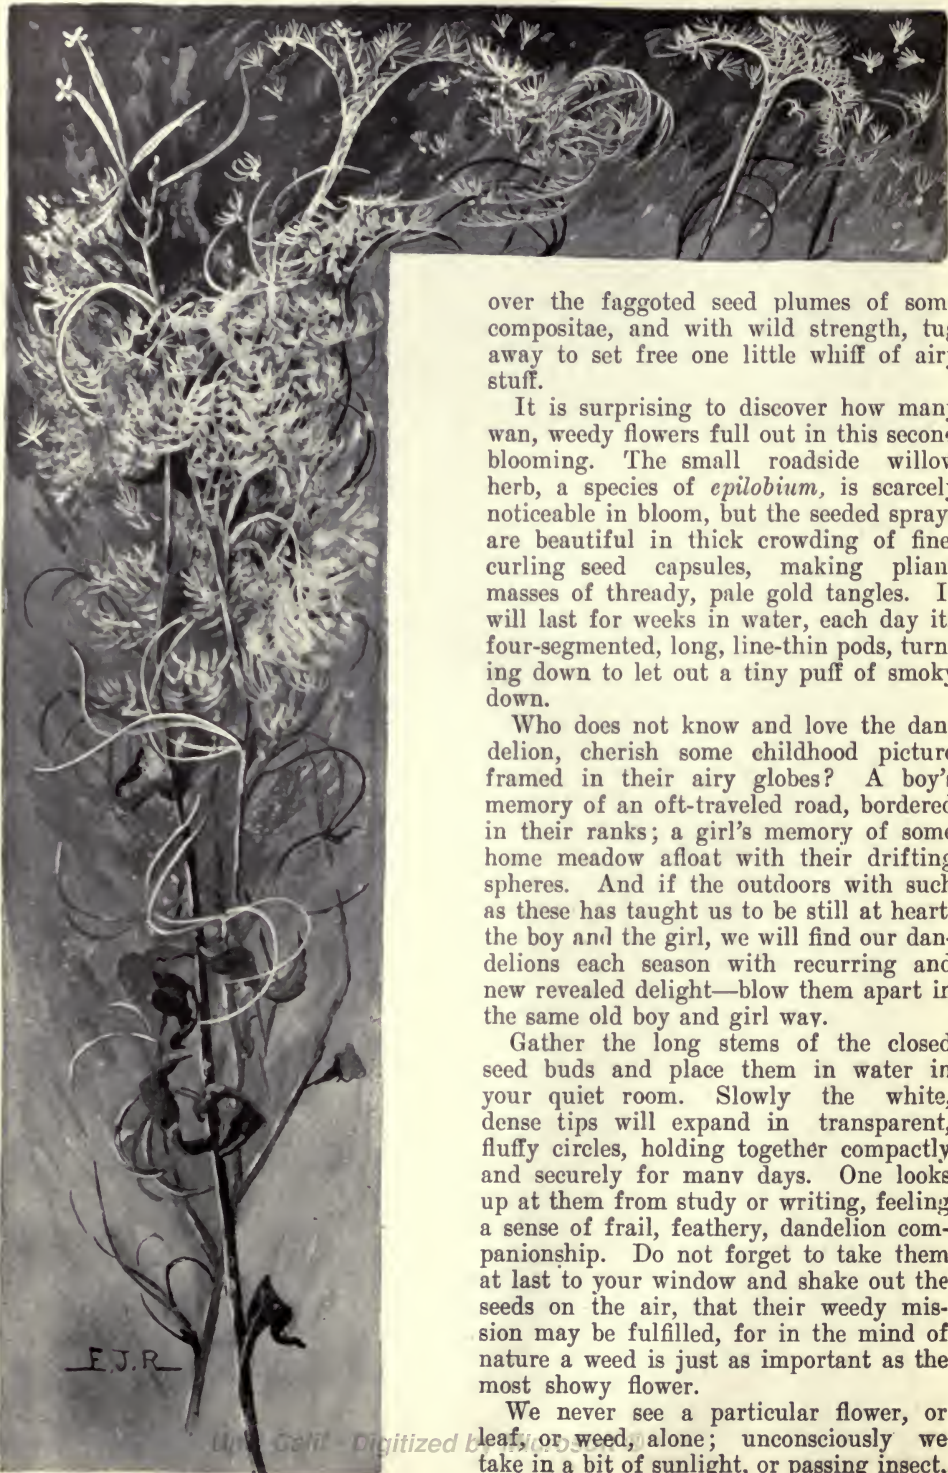 over the faggoted seed plumes of som
compositae, and with wild strength, tu
away to set free one little whiff of air
stuff.
It is surprising to discover how man
wan, weedy flowers full out in this secon
blooming. The small roadside willo
herb, a species of epilobium, is scarcel
noticeable in bloom, but the seeded spray
are beautiful in thick crowding of fine
curling seed capsules, making plian
masses of thready, pale gold tangles. I
will last for weeks in water, each day it
four-segmented, long, line-thin pods, turn
ing down to let out a tiny puff of smoky
down.
Who does not know and love the dan
delion, cherish some childhood picture
framed in their airy globes? A boy's
memory of an oft-traveled road, bordered
in their ranks; a girl's memory of some
home meadow afloat with their drifting
spheres. And if the outdoors with such
as these has taught us to be still at heart
the boy and the girl, we will find our dan-
delions each season with recurring and
new revealed delight—blow them apart in
the same old boy and girl way.
Gather the long stems of the closed
seed buds and place them in water in
your quiet room. Slowly the white,
dense tips will expand in transparent,
fluffy circles, holding together compactly
and securely for many days. One looks
up at them from study or writing, feeling
a sense of frail, feathery, dandelion com-
panionship. Do not forget to take them
at last to your window and shake out the
seeds on the air, that their weedy mis-
sion may be fulfilled, for in the mind of
nature a weed is just as important as the
most showy flower.
We never see a particular flower, or
leaf, or weed, alone; unconsciously we
take in a bit of sunlight, or passing insect,
E.J.R
Univ Calif - Digitized by Microsoft ®